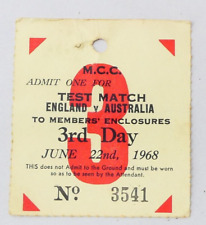 M.C.C.
ADMIT ONE FOR
TEST MATCH
ENGLAND v AUSTRALIA
TO MEMBERS' ENCLOSURES
3rd Day
JUNE 22nd, 1968
THIS does not Admit to the Ground and must be worn
so as to be seen by the Attendant.
No. 3541
3